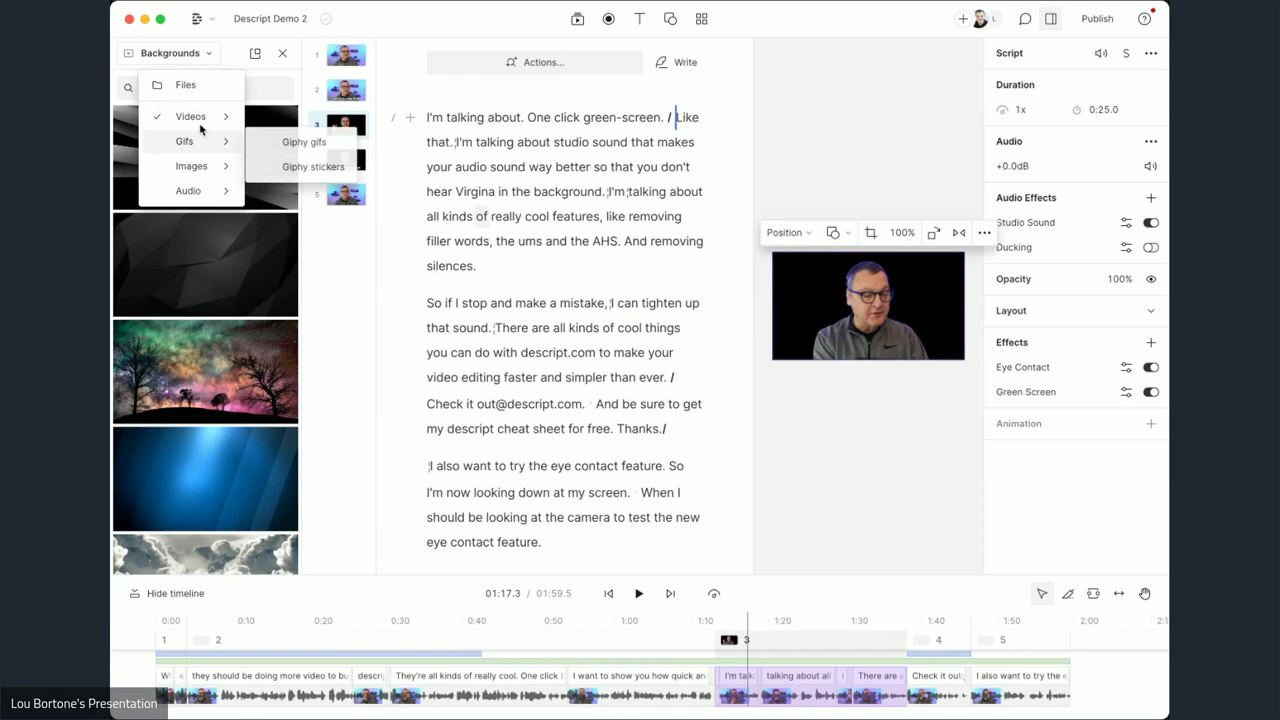 Descript Demo 2
L
Publish
Backgrounds
Files
Videos
Gifs
Images
Audio
Giphy gifs
Giphy stickers
1
2
3
5
Actions...
Write
/ + I'm talking about. One click green-screen. / Like
that. I'm talking about studio sound that makes
your audio sound way better so that you don't
hear Virgina in the background. I'm talking about
all kinds of really cool features, like removing
filler words, the ums and the AHS. And removing
silences.
So if I stop and make a mistake, I can tighten up
that sound. There are all kinds of cool things
you can do with descript.com to make your
video editing faster and simpler than ever. /
Check it out@descript.com. And be sure to get
my descript cheat sheet for free. Thanks./
I also want to try the eye contact feature. So
I'm now looking down at my screen. When I
should be looking at the camera to test the new
eye contact feature.
Position
100%
Script
S
Duration
1x
0:25.0
Audio
+0.0dB
Audio Effects
Studio Sound
Ducking
Opacity
100%
Layout
Effects
Eye Contact
Green Screen
Animation
Hide timeline
01:17.3 / 01:59.5
0:00 0:10 0:20 0:30 0:40 0:50 1:00 1:10 1:20 1:30 1:40 1:50 2:00 2:1
1 2 3 4 5
they should be doing more video to bu
descri
They're all kinds of really cool. One click
I want to show you how quick an
I'm talk
talking about all
There are a
Check it out
I also want to try the e
Lou Bortone's Presentation